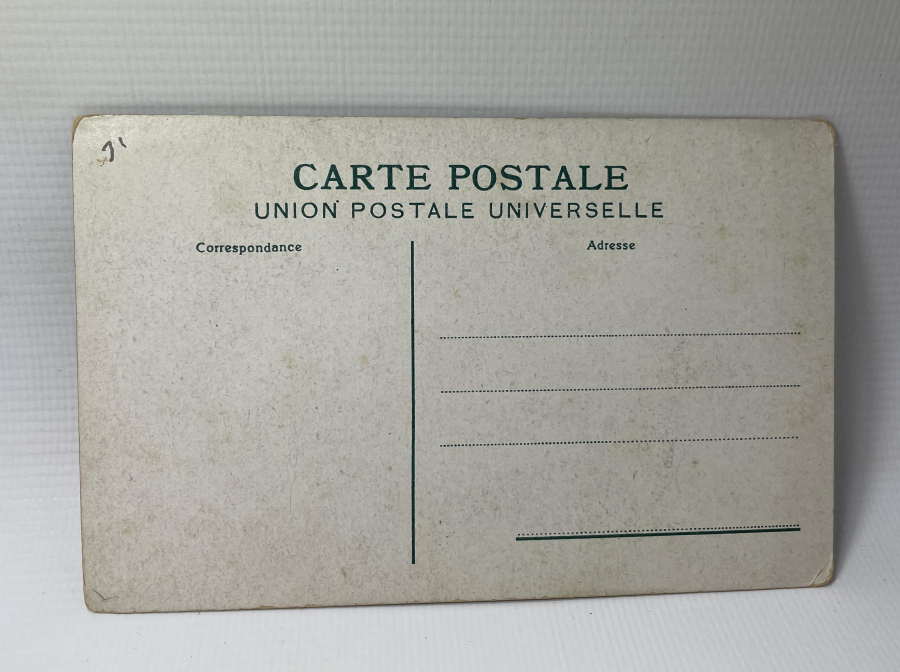 CARTE POSTALE
UNION POSTALE UNIVERSELLE
Correspondance
Adresse